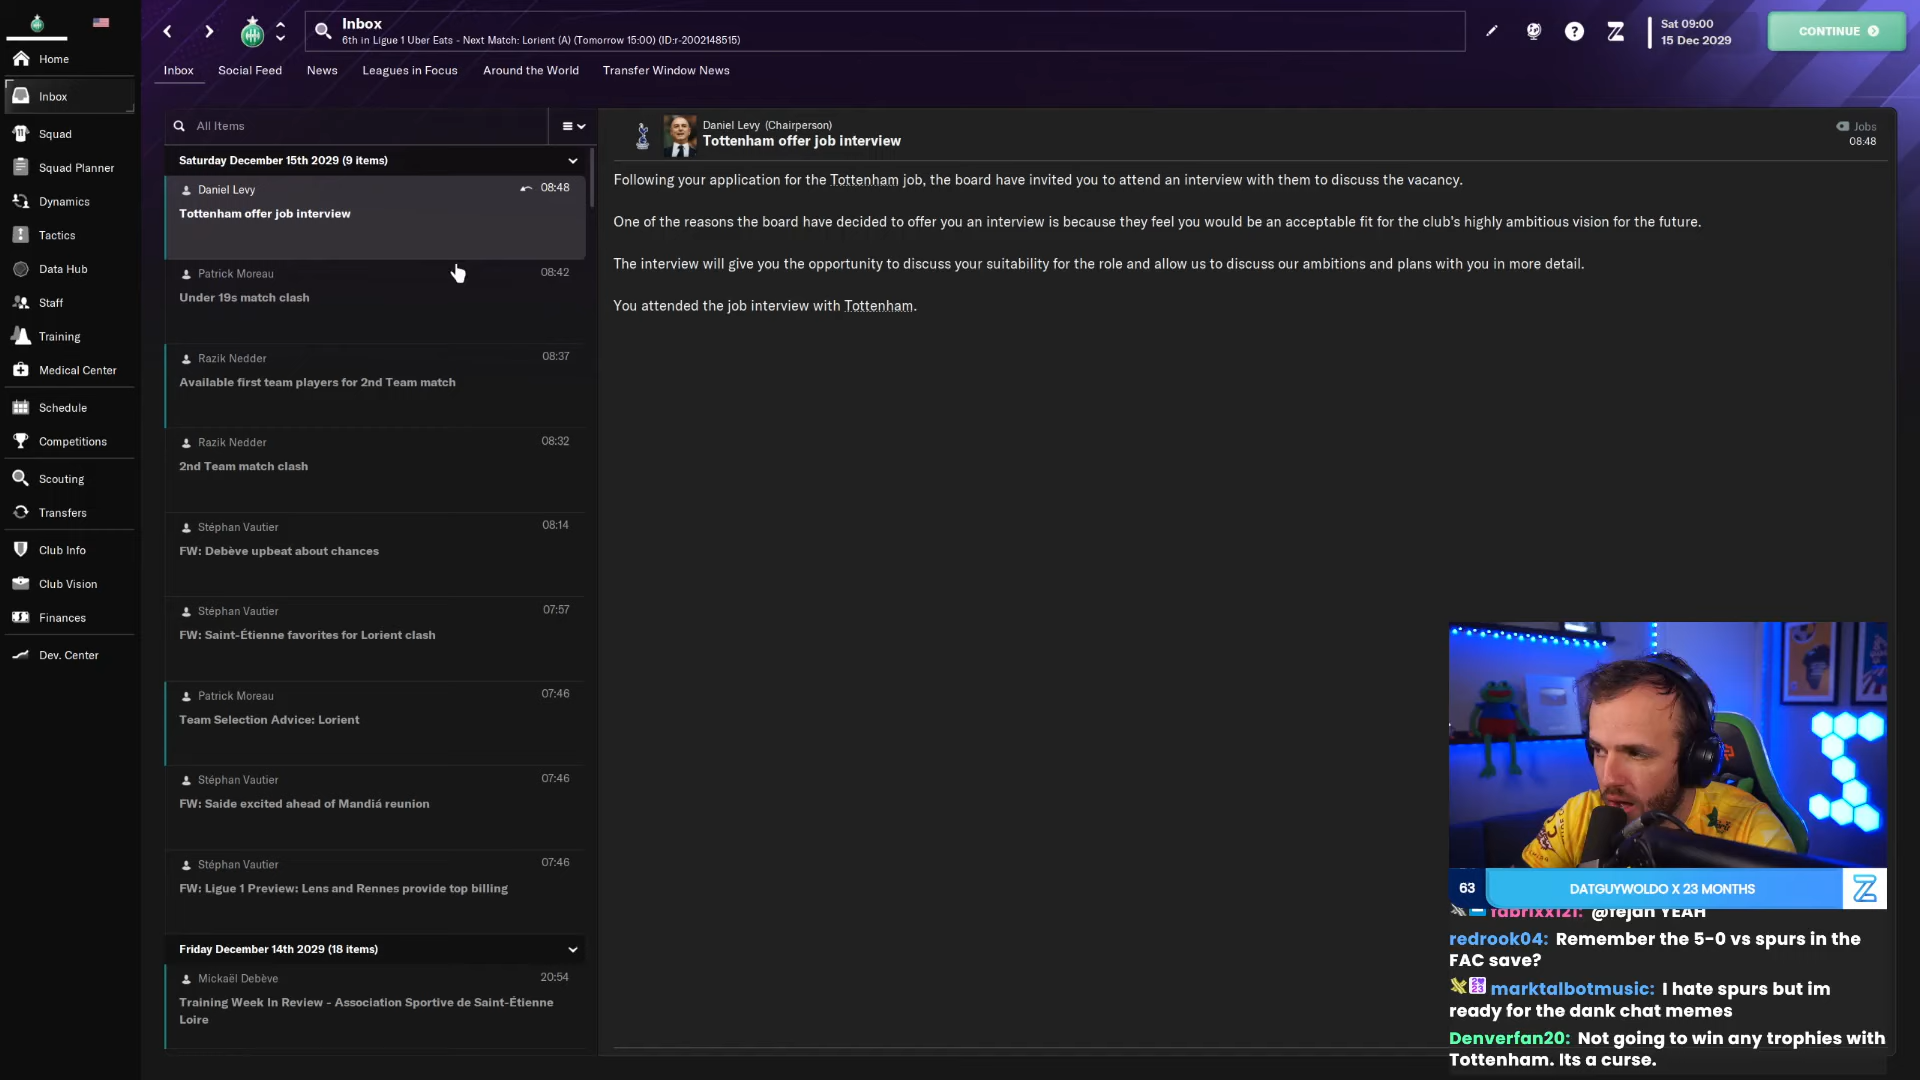 Inbox
6th in Ligue 1 Uber Eats - Next Match: Lorient (A) (Tomorrow 15:00) (ID:r-2002148515)
Sat 09:00
15 Dec 2029
CONTINUE
Home
Inbox
Squad
Squad Planner
Dynamics
Tactics
Data Hub
Staff
Training
Medical Center
Schedule
Competitions
Scouting
Transfers
Club Info
Club Vision
Finances
Dev. Center
Inbox Social Feed News Leagues in Focus Around the World Transfer Window News
All Items
Saturday December 15th 2029 (9 items)
Daniel Levy 08:48
Tottenham offer job interview
Patrick Moreau 08:42
Under 19s match clash
Razik Nedder 08:37
Available first team players for 2nd Team match
Razik Nedder 08:32
2nd Team match clash
Stéphan Vautier 08:14
FW: Debève upbeat about chances
Stéphan Vautier 07:57
FW: Saint-Étienne favorites for Lorient clash
Patrick Moreau 07:46
Team Selection Advice: Lorient
Stéphan Vautier 07:46
FW: Saide excited ahead of Mandiá reunion
Stéphan Vautier 07:46
FW: Ligue 1 Preview: Lens and Rennes provide top billing
Friday December 14th 2029 (18 items)
Mickaël Debève 20:54
Training Week In Review - Association Sportive de Saint-Étienne
Loire
Daniel Levy (Chairperson)
Tottenham offer job interview
Jobs
08:48
Following your application for the Tottenham job, the board have invited you to attend an interview with them to discuss the vacancy.
One of the reasons the board have decided to offer you an interview is because they feel you would be an acceptable fit for the club's highly ambitious vision for the future.
The interview will give you the opportunity to discuss your suitability for the role and allow us to discuss our ambitions and plans with you in more detail.
You attended the job interview with Tottenham.
63 DATGUYWOLDO X 23 MONTHS
fabrixx121: @fejan YEAH
redrook04: Remember the 5-0 vs spurs in the
FAC save?
marktalbotmusic: I hate spurs but im
ready for the dank chat memes
Denverfan20: Not going to win any trophies with
Tottenham. Its a curse.